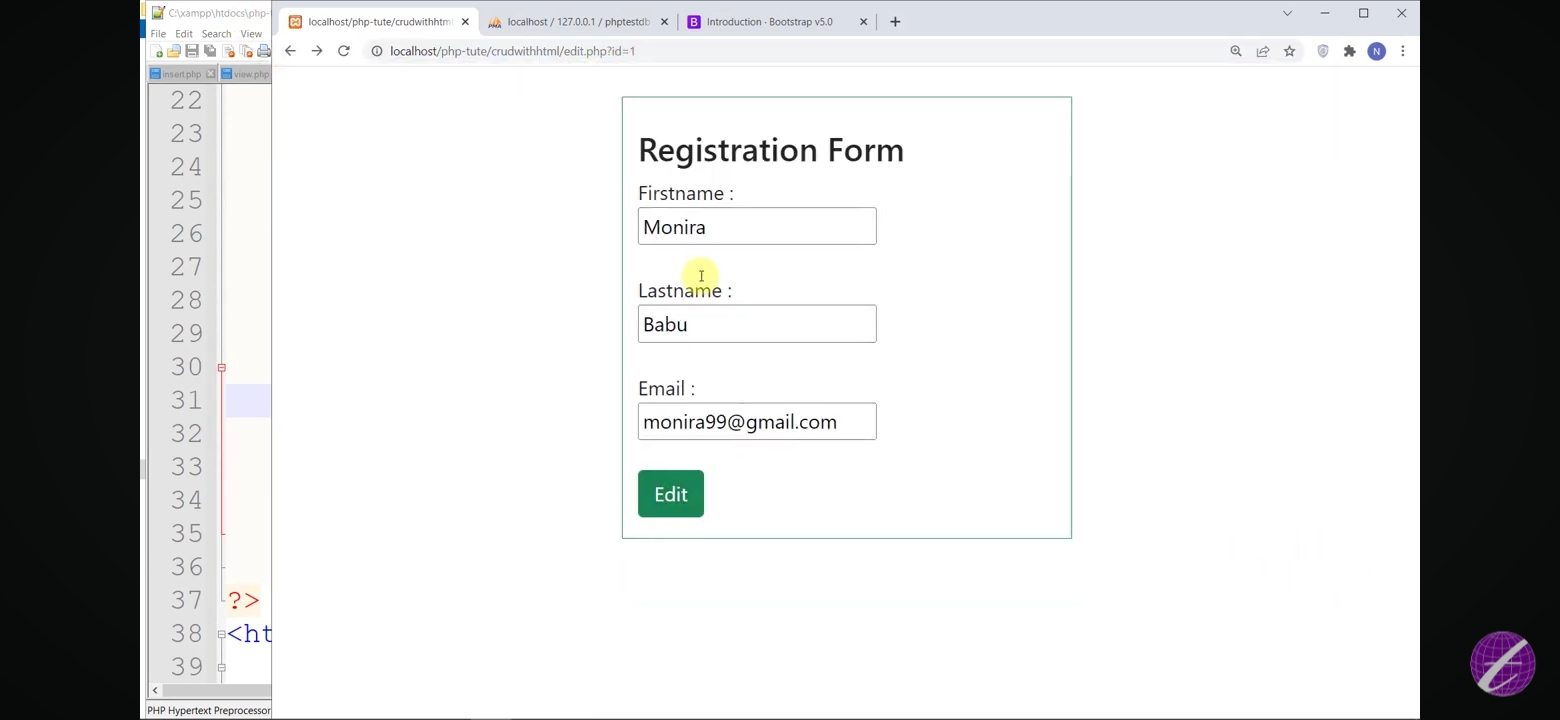 C:\xampp\htdocs\php-
File Edit Search View
insert.php view.php
22
23
24
25
26
27
28
29
30
31
32
33
34
35
36
37 ?>
38 <ht
39
PHP Hypertext Preprocessor
localhost/php-tute/crudwithhtml
localhost / 127.0.0.1 / phptestdb
Introduction · Bootstrap v5.0
localhost/php-tute/crudwithhtml/edit.php?id=1
N
Registration Form
Firstname :
Monira
Lastname :
Babu
Email :
monira99@gmail.com
Edit